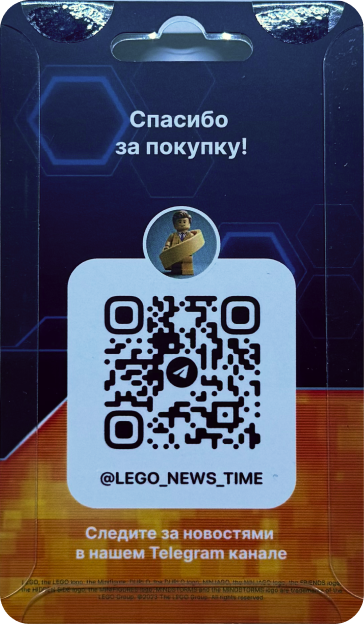 Спасибо
за покупку!
@LEGO_NEWS_TIME
Следите за новостями
в нашем Telegram канале
LEGO, the LEGO logo, the Minifigure, DUPLO, the DUPLO logo, NINJAGO, the NINJAGO logo, the FRIENDS logo,
the HIDDEN SIDE logo, the MINIFIGURES logo, MINDSTORMS and the MINDSTORMS logo are trademarks of the
LEGO Group. ©2023 The LEGO Group. All rights reserved.